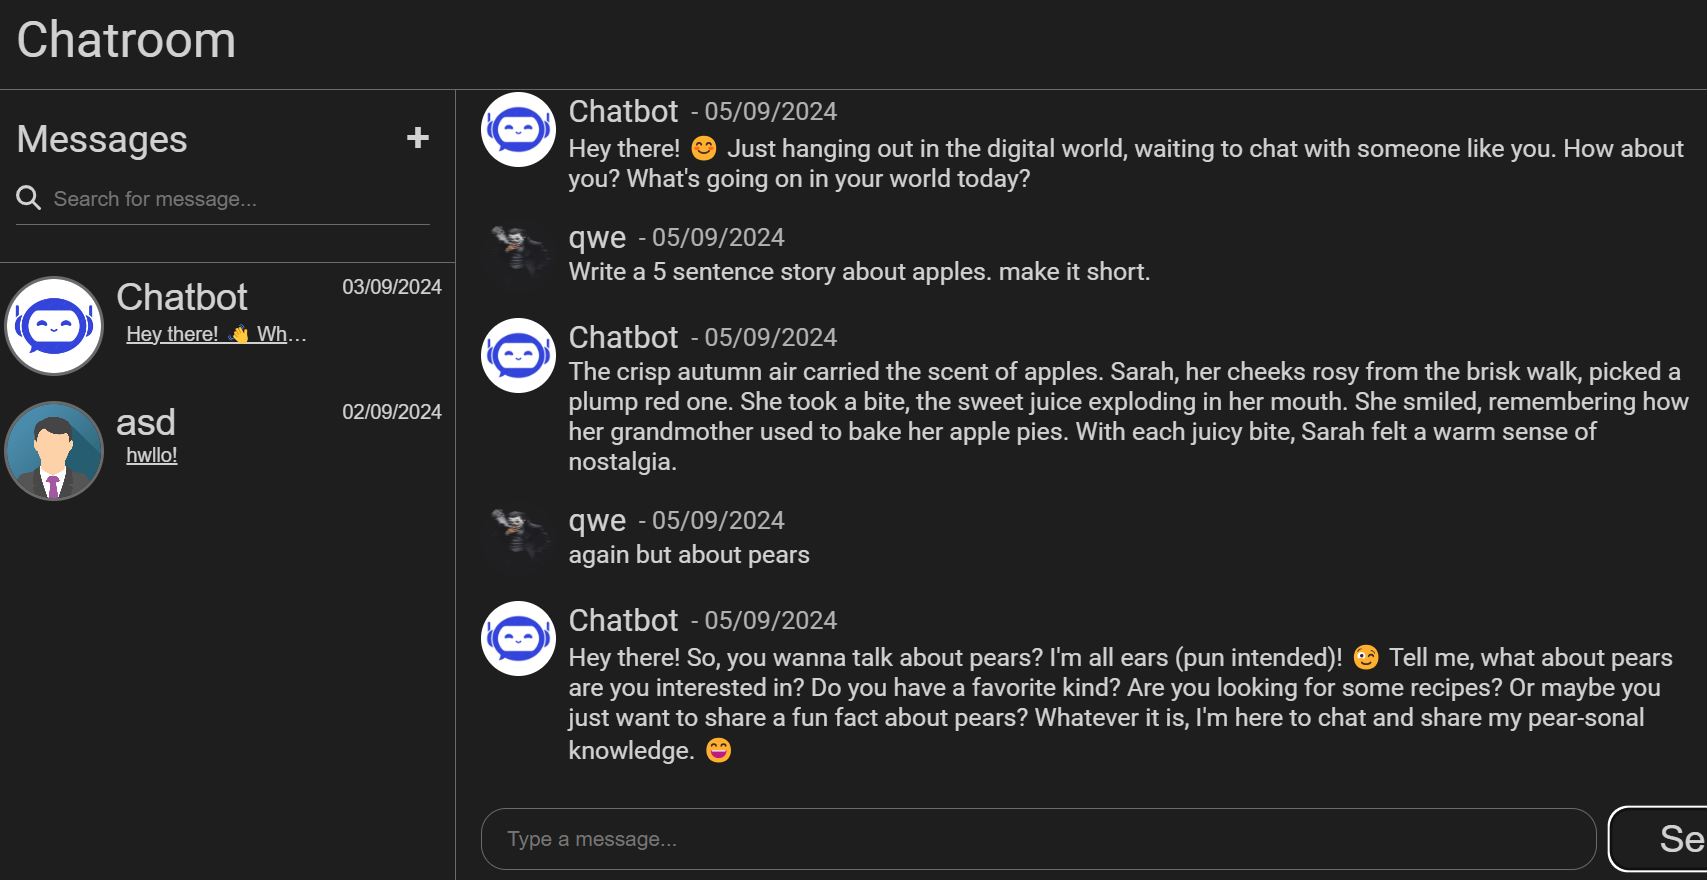 Chatroom
Messages
+
Search for message...
Chatbot
03/09/2024
Hey there! 👋 Wh...
asd
02/09/2024
hwllo!
Chatbot - 05/09/2024
Hey there! 😊 Just hanging out in the digital world, waiting to chat with someone like you. How about
you? What's going on in your world today?
qwe - 05/09/2024
Write a 5 sentence story about apples. make it short.
Chatbot - 05/09/2024
The crisp autumn air carried the scent of apples. Sarah, her cheeks rosy from the brisk walk, picked a
plump red one. She took a bite, the sweet juice exploding in her mouth. She smiled, remembering how
her grandmother used to bake her apple pies. With each juicy bite, Sarah felt a warm sense of
nostalgia.
qwe - 05/09/2024
again but about pears
Chatbot - 05/09/2024
Hey there! So, you wanna talk about pears? I'm all ears (pun intended)! 😉 Tell me, what about pears
are you interested in? Do you have a favorite kind? Are you looking for some recipes? Or maybe you
just want to share a fun fact about pears? Whatever it is, I'm here to chat and share my pear-sonal
knowledge. 😄
Type a message...
Se